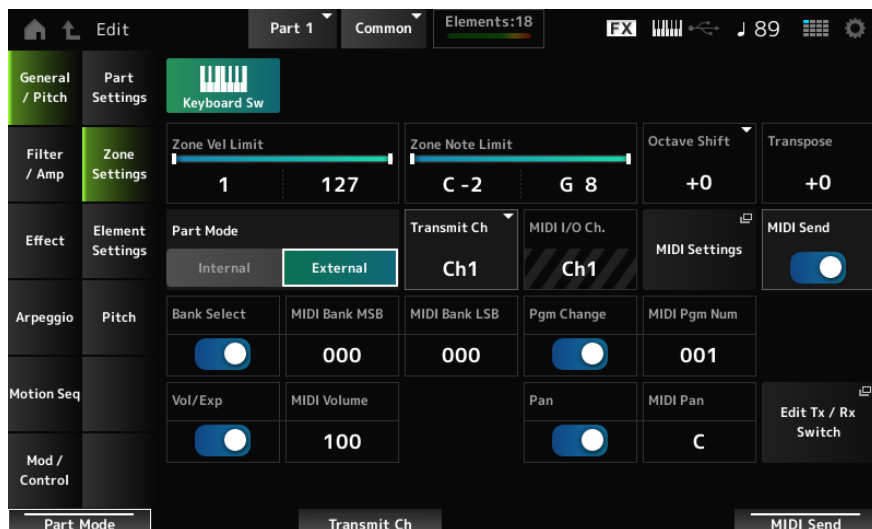 Edit
Part 1
Common
Elements:18
FX
89
General
/ Pitch
Part
Settings
Keyboard Sw
Filter
/ Amp
Zone
Settings
Zone Vel Limit
1
127
Zone Note Limit
C -2
G 8
Octave Shift
+0
Transpose
+0
Effect
Element
Settings
Part Mode
Internal
External
Transmit Ch
Ch1
MIDI I/O Ch.
Ch1
MIDI Settings
MIDI Send
Arpeggio
Pitch
Bank Select
MIDI Bank MSB
000
MIDI Bank LSB
000
Pgm Change
MIDI Pgm Num
001
Motion Seq
Vol/Exp
MIDI Volume
100
Pan
MIDI Pan
C
Edit Tx / Rx
Switch
Mod /
Control
Part Mode
Transmit Ch
MIDI Send